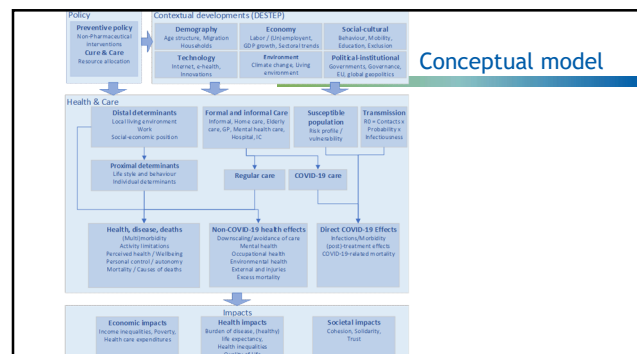 Policy
Preventive policy
Non-Pharmaceutical
interventions
Cure & Care
Resource allocation
Contextual developments (DESTEP)
Demography
Age structure, Migration
Households
Economy
Labor / (Un)employment,
GDP growth, Sectoral trends
Social-cultural
Behaviour, Mobility,
Education, Exclusion
Technology
Internet, e-health,
Innovations
Environment
Climate change, Living
environment
Political-institutional
Governments, Governance,
EU, global geopolitics
Conceptual model
Health & Care
Distal determinants
Local living environment
Work
Social-economic position
Formal and informal Care
Informal, Home care, Elderly
care, GP, Mental health care,
Hospital, IC
Susceptible
population
Risk profile /
vulnerability
Transmission
R0 = Contacts x
Probability x
Infectiousness
Proximal determinants
Life style and behaviour
Individual determinants
Regular care
COVID-19 care
Health, disease, deaths
(Multi)morbidity
Activity limitations
Perceived health / Wellbeing
Personal control / autonomy
Mortality / Causes of deaths
Non-COVID-19 health effects
Downscaling/avoidance of care
Mental health
Occupational health
Environmental health
External and Injuries
Excess mortality
Direct COVID-19 Effects
Infections/Morbidity
(post)-treatment effects
COVID-19-related mortality
Impacts
Economic impacts
Income inequalities, Poverty,
Health care expenditures
Health impacts
Burden of disease, (healthy)
life expectancy,
Health inequalities
Societal impacts
Cohesion, Solidarity,
Trust